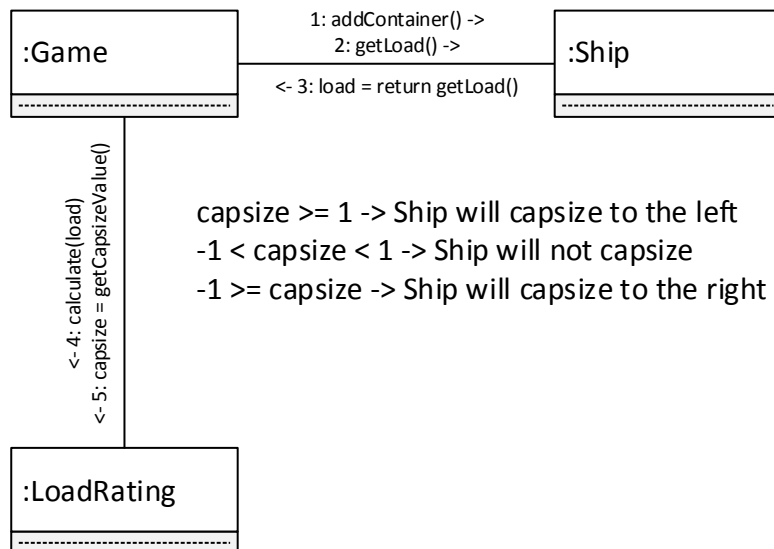 :Game
1: addContainer() ->
2: getLoad() ->
<- 3: load = return getLoad()
:Ship
<- 4: calculate(load)
<- 5: capsize = getCapsizeValue()
capsize >= 1 -> Ship will capsize to the left
-1 < capsize < 1 -> Ship will not capsize
-1 >= capsize -> Ship will capsize to the right
:LoadRating